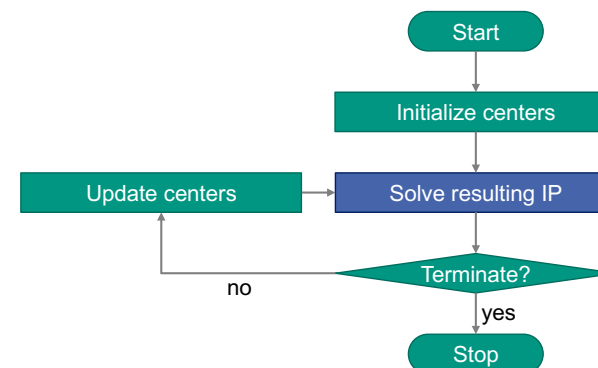 Start
Initialize centers
Update centers
Solve resulting IP
Terminate?
no
yes
Stop